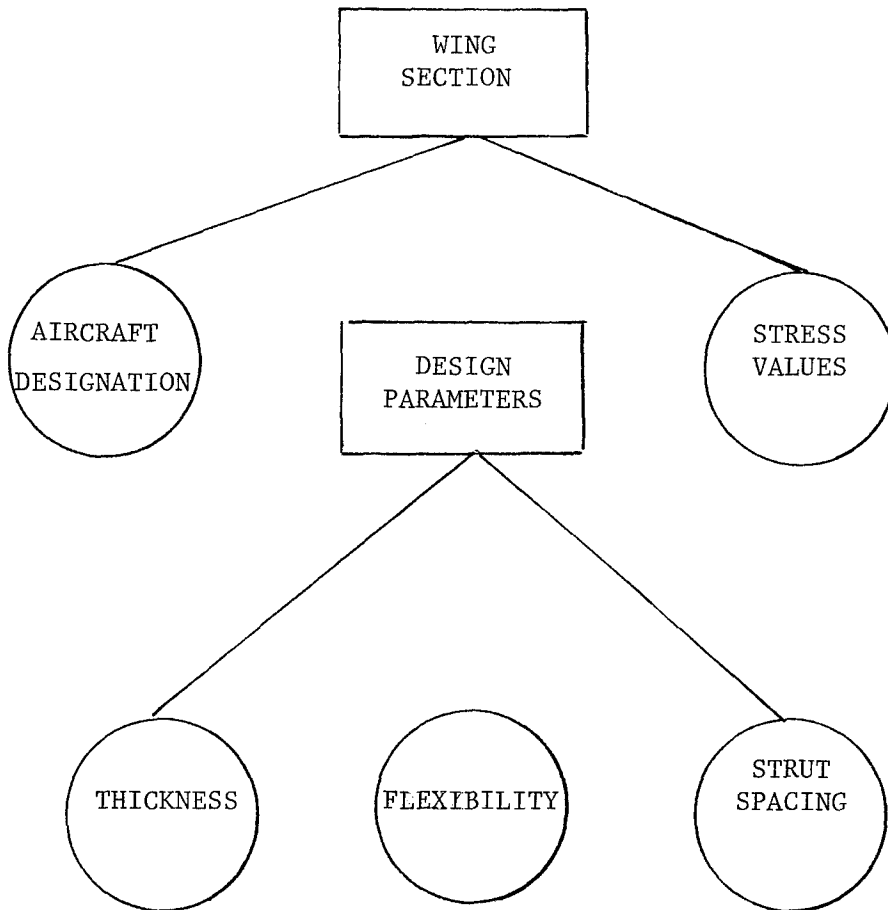 WING
SECTION
AIRCRAFT
DESIGNATION
DESIGN
PARAMETERS
STRESS
VALUES
THICKNESS
FLEXIBILITY
STRUT
SPACING